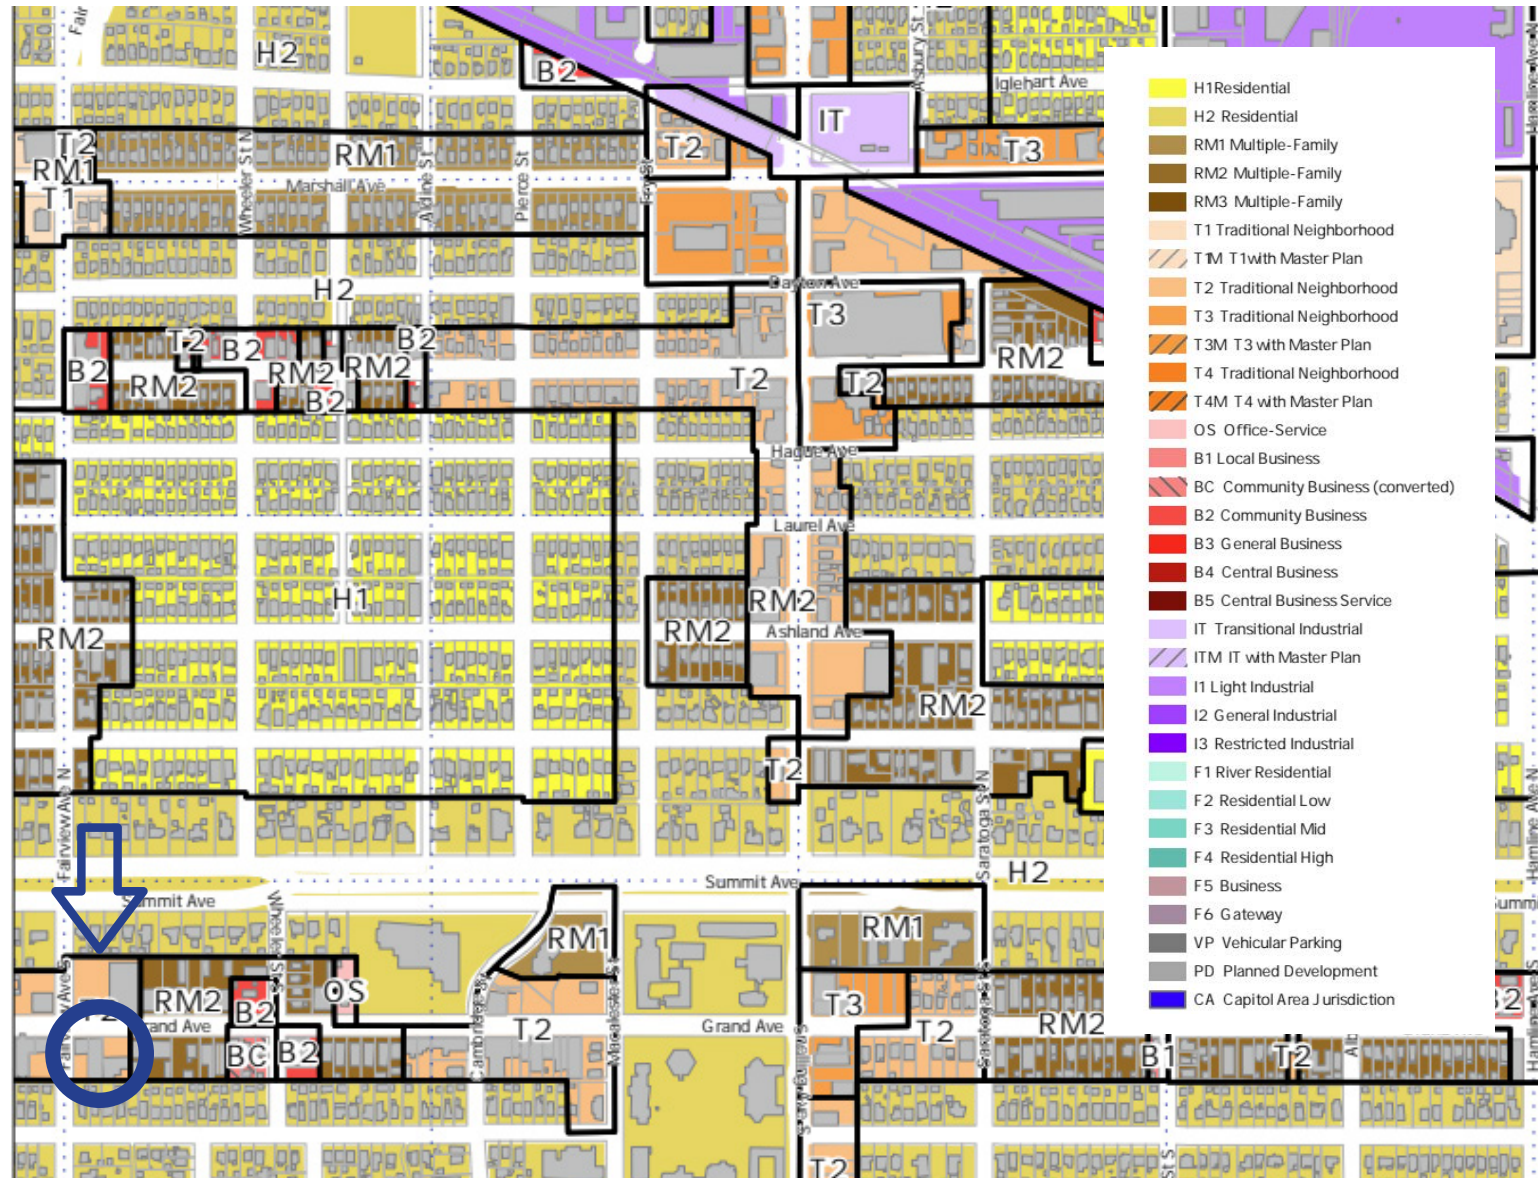 H2
B2
Asbury St
Iglehart Ave
T2
RM1
T1
RM1
Marshall Ave
Wheeler St N
Aldine St
Pierce St
Fry St
T2
IT
T3
H2
Dayton Ave
T3
B2
T2
B2
RM2
RM2
B2
RM2
B2
T2
T2
RM2
Hague Ave
Laurel Ave
H1
RM2
RM2
RM2
Ashland Ave
RM2
T2
Fairview Ave N
Saratoga St N
H2
Summit Ave
Summit Ave
Wheeler St S
RM1
RM1
RM2
B2
OS
Cambridge St
Macalester St
T2
T3
T2
Grand Ave
RM2
BC
B2
B1
T2
T2
H1 Residential
H2 Residential
RM1 Multiple-Family
RM2 Multiple-Family
RM3 Multiple-Family
T1 Traditional Neighborhood
T1M T1 with Master Plan
T2 Traditional Neighborhood
T3 Traditional Neighborhood
T3M T3 with Master Plan
T4 Traditional Neighborhood
T4M T4 with Master Plan
OS Office-Service
B1 Local Business
BC Community Business (converted)
B2 Community Business
B3 General Business
B4 Central Business
B5 Central Business Service
IT Transitional Industrial
ITM IT with Master Plan
I1 Light Industrial
I2 General Industrial
I3 Restricted Industrial
F1 River Residential
F2 Residential Low
F3 Residential Mid
F4 Residential High
F5 Business
F6 Gateway
VP Vehicular Parking
PD Planned Development
CA Capitol Area Jurisdiction